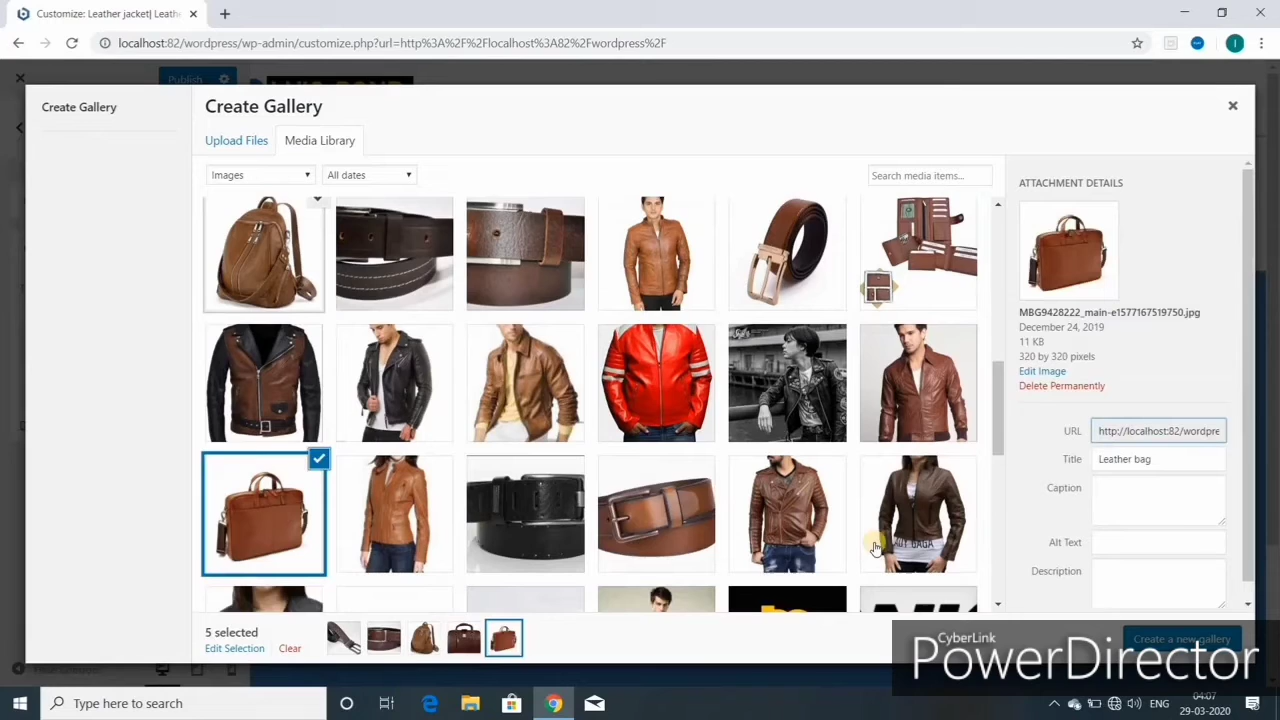 Customize: Leather jacket| Leath
localhost:82/wordpress/wp-admin/customize.php?url=http%3A%2F%2Flocalhost%3A82%2Fwordpress%2F
Publish
Create Gallery
Create Gallery
Upload Files
Media Library
Images
All dates
Search media items...
ATTACHMENT DETAILS
MBG9428222_main-e1577167519750.jpg
December 24, 2019
11 KB
320 by 320 pixels
Edit Image
Delete Permanently
URL
http://localhost:82/wordpre
Title
Leather bag
Caption
Alt Text
Description
5 selected
Edit Selection
Clear
Create a new gallery
CyberLink
PowerDirector
Type here to search
ENG
04:07
29-03-2020